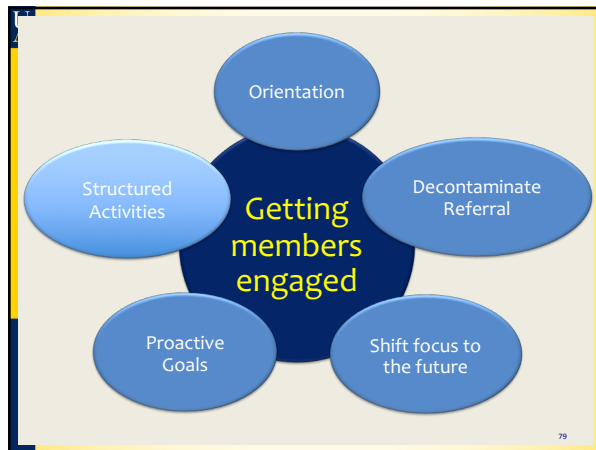 U
Orientation
Structured
Activities
Decontaminate
Referral
Getting
members
engaged
Proactive
Goals
Shift focus to
the future
79